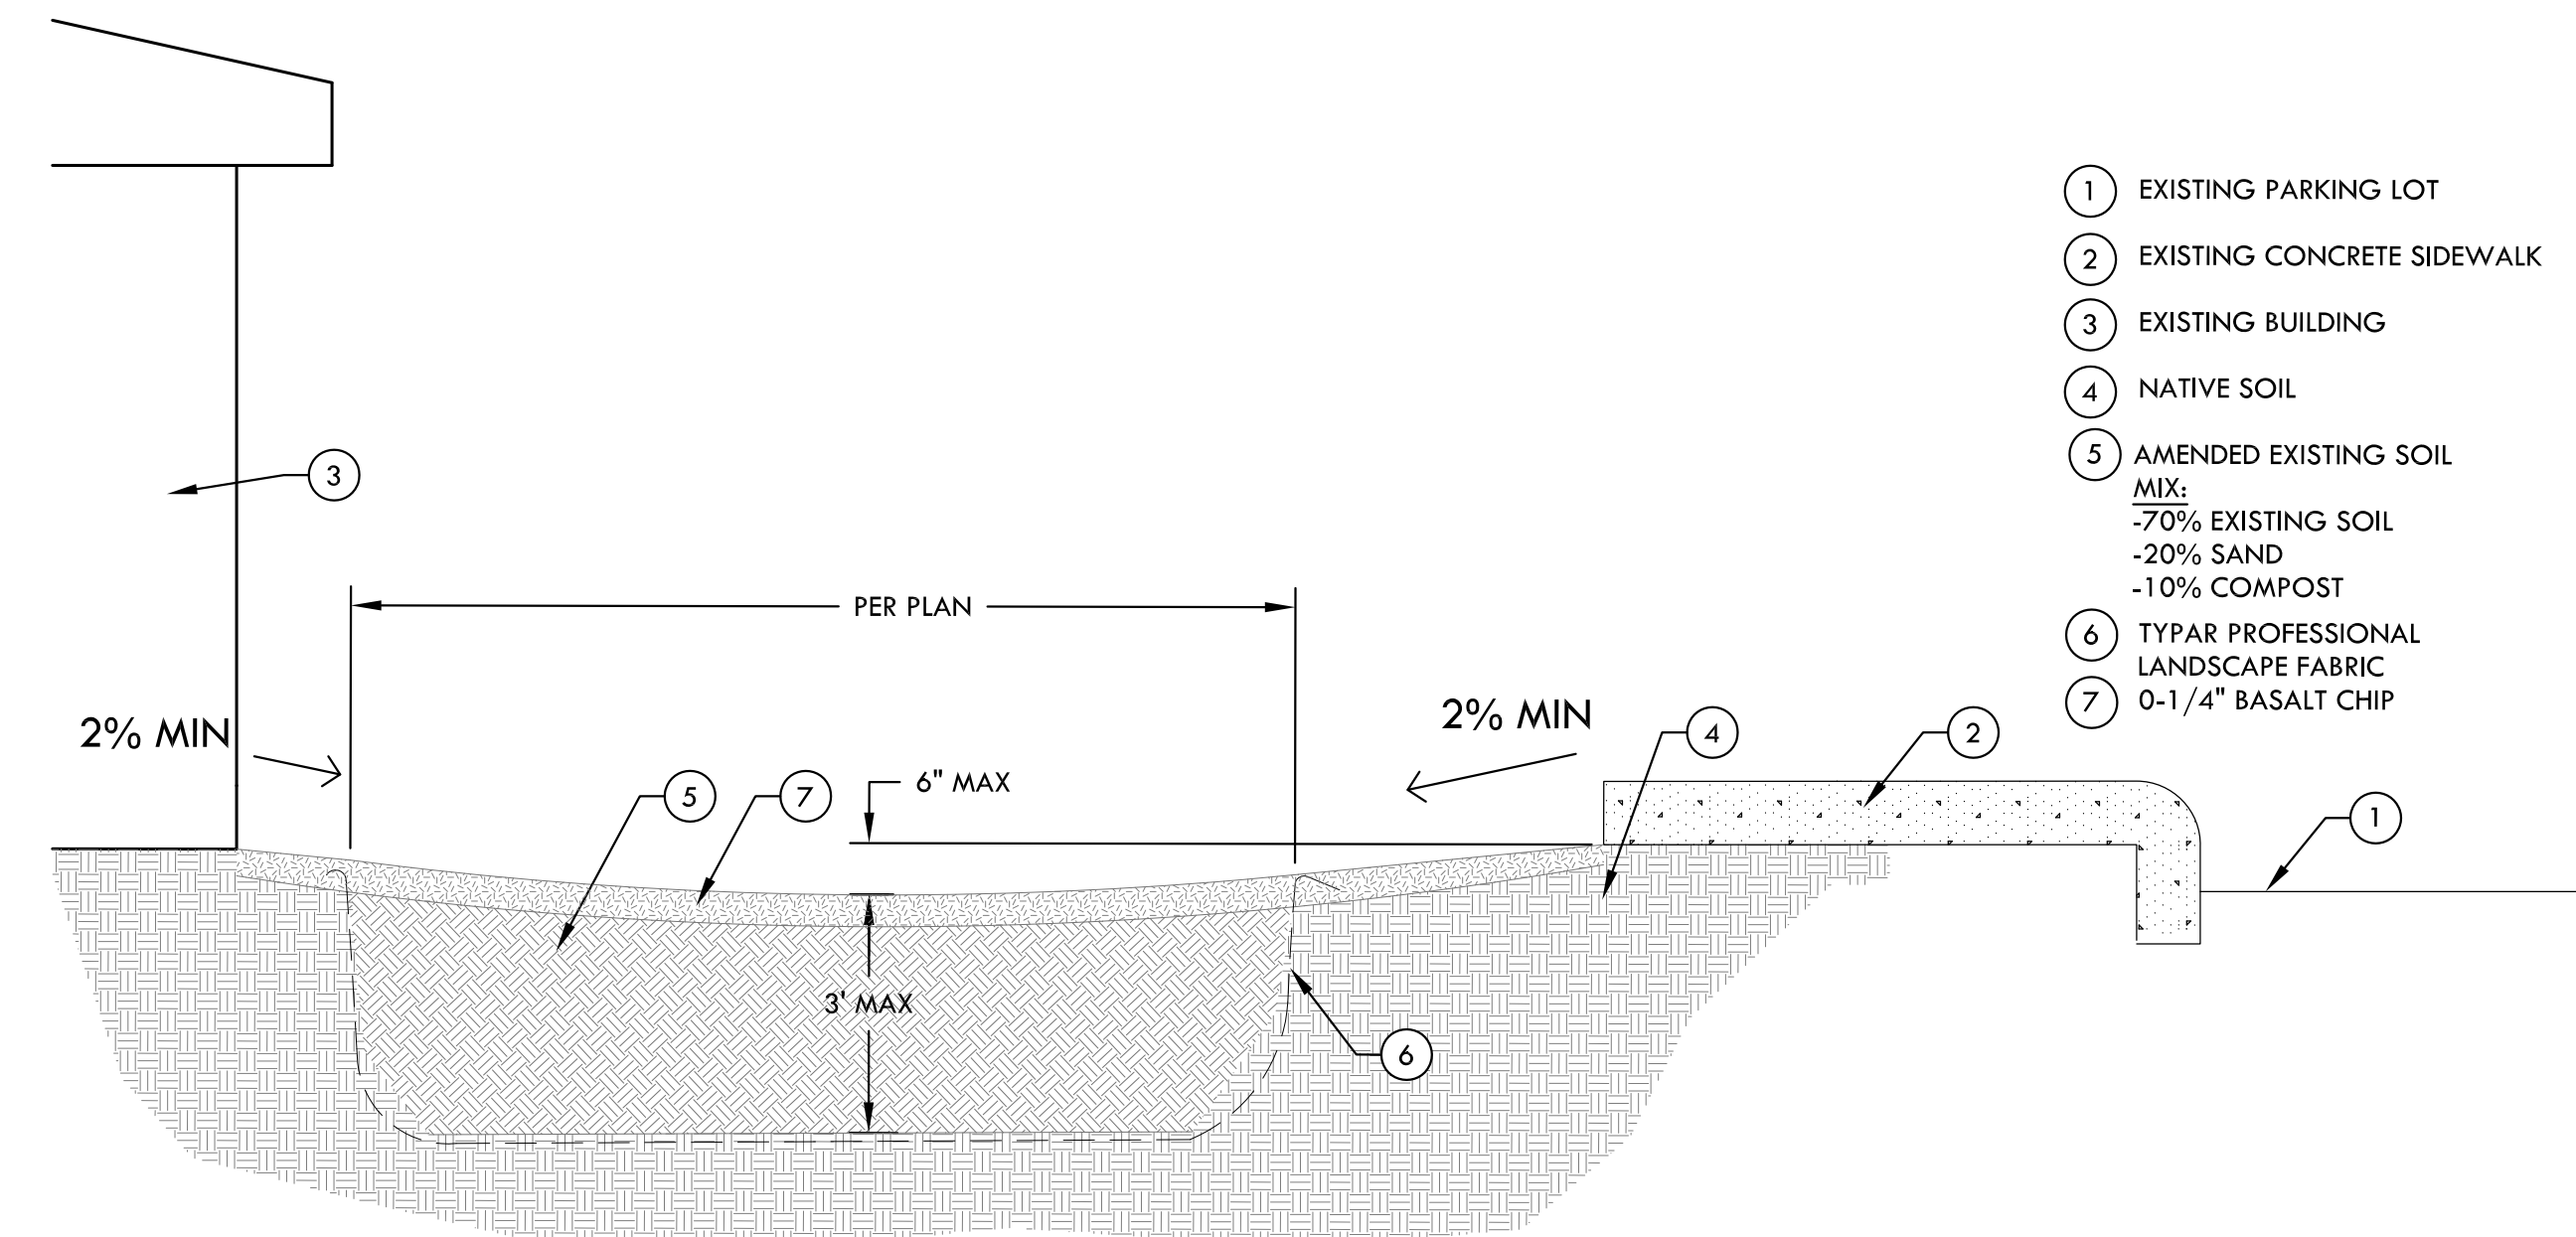 1 EXISTING PARKING LOT
2 EXISTING CONCRETE SIDEWALK
3 EXISTING BUILDING
4 NATIVE SOIL
5 AMENDED EXISTING SOIL
MIX:
-70% EXISTING SOIL
-20% SAND
-10% COMPOST
6 TYPAR PROFESSIONAL
LANDSCAPE FABRIC
7 0-1/4" BASALT CHIP
3
PER PLAN
2% MIN
2% MIN
4
2
5
7
6" MAX
1
3' MAX
6